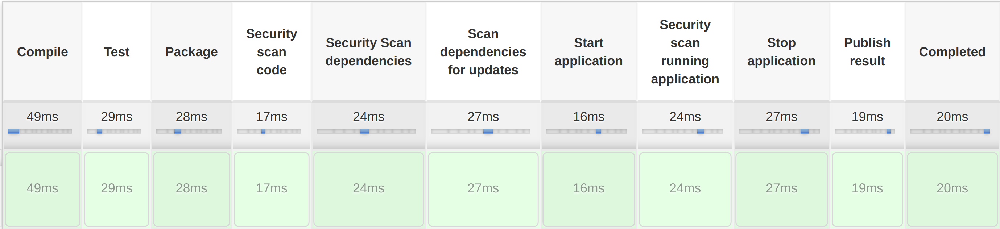 Compile
Test
Package
Security
scan
code
Security Scan
dependencies
Scan
dependencies
for updates
Start
application
Security
scan
running
application
Stop
application
Publish
result
Completed
49ms
29ms
28ms
17ms
24ms
27ms
16ms
24ms
27ms
19ms
20ms
49ms
29ms
28ms
17ms
24ms
27ms
16ms
24ms
27ms
19ms
20ms